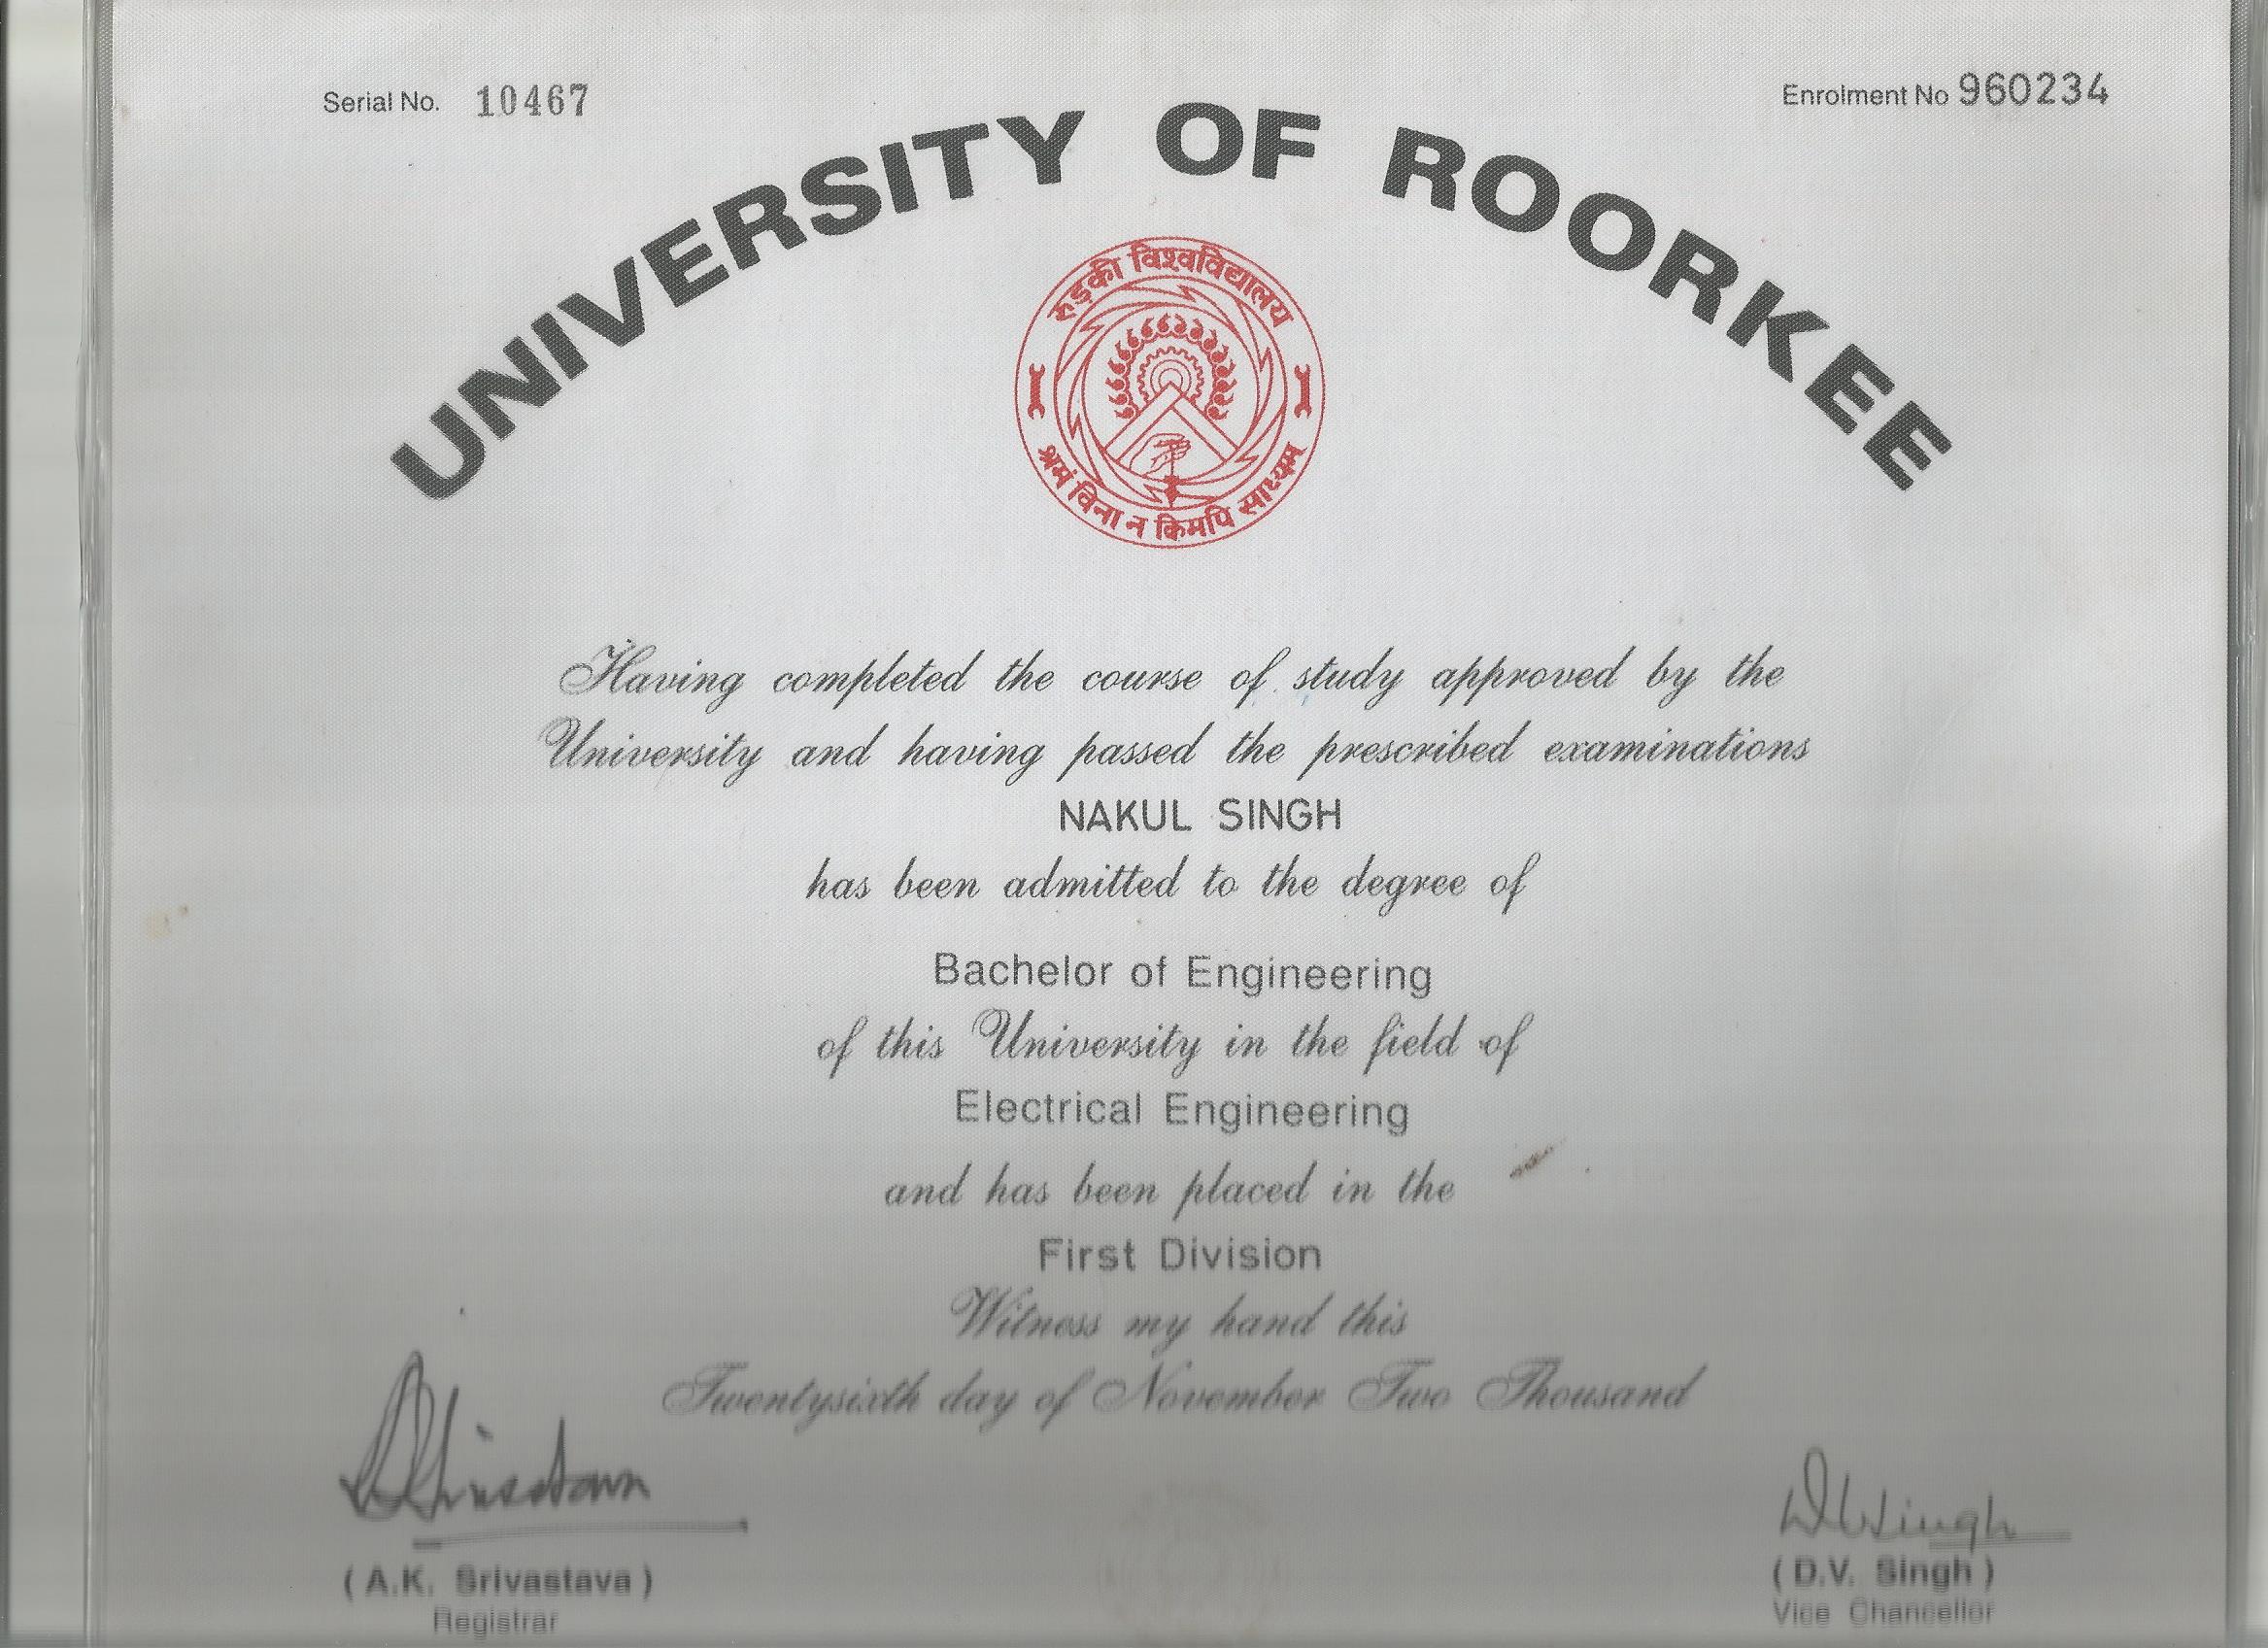 Serial No. 10467
Enrolment No 960234
UNIVERSITY OF ROORKEE
रुड़की विश्वविद्यालय
श्रमं विना न किमपि साध्यम्
Having completed the course of study approved by the
University and having passed the prescribed examinations
NAKUL SINGH
has been admitted to the degree of
Bachelor of Engineering
of this University in the field of
Electrical Engineering
and has been placed in the
First Division
Witness my hand this
Twentysixth day of November Two Thousand
(A.K. Srivastava)
Registrar
(D.V. Singh)
Vice Chancellor